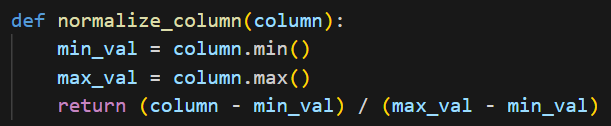 def normalize_column(column):
    min_val = column.min()
    max_val = column.max()
    return (column - min_val) / (max_val - min_val)